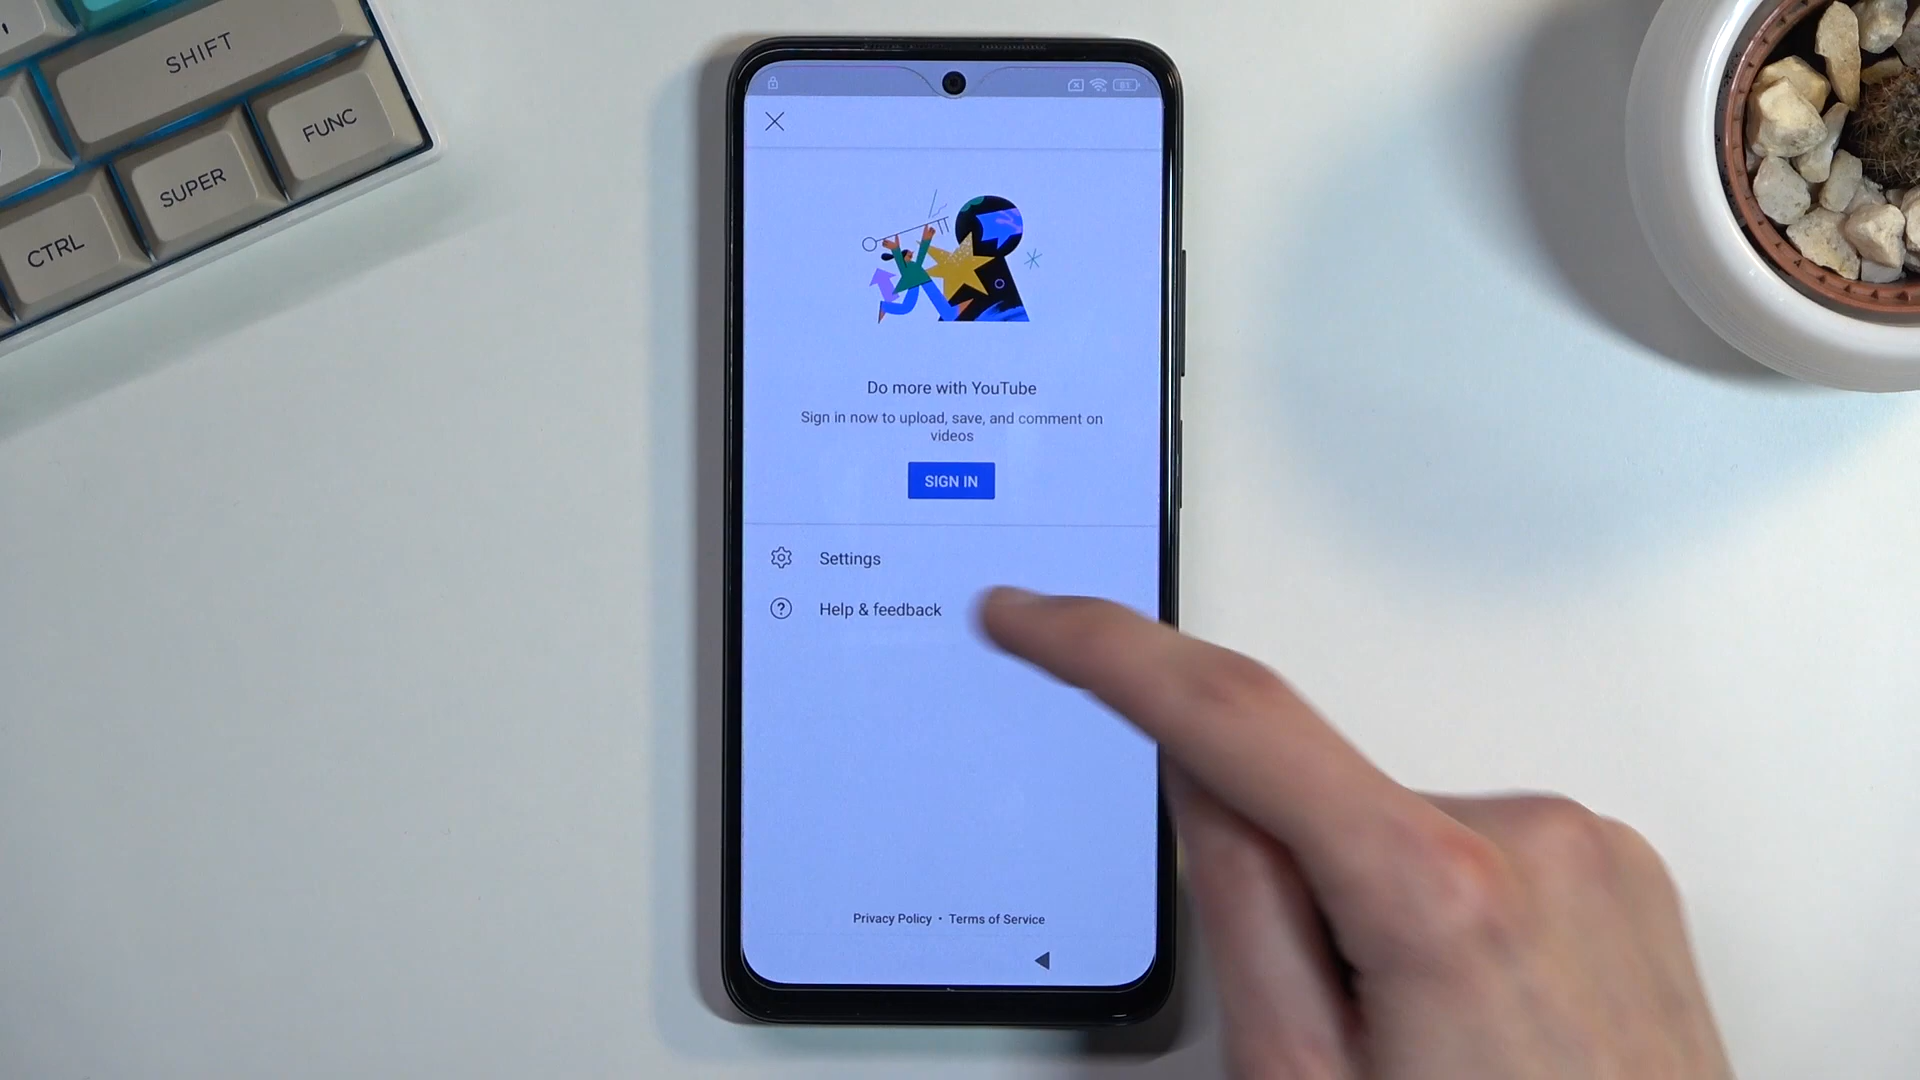 SHIFT
FUNC
SUPER
CTRL
81
Do more with YouTube
Sign in now to upload, save, and comment on
videos
SIGN IN
Settings
Help & feedback
Privacy Policy • Terms of Service